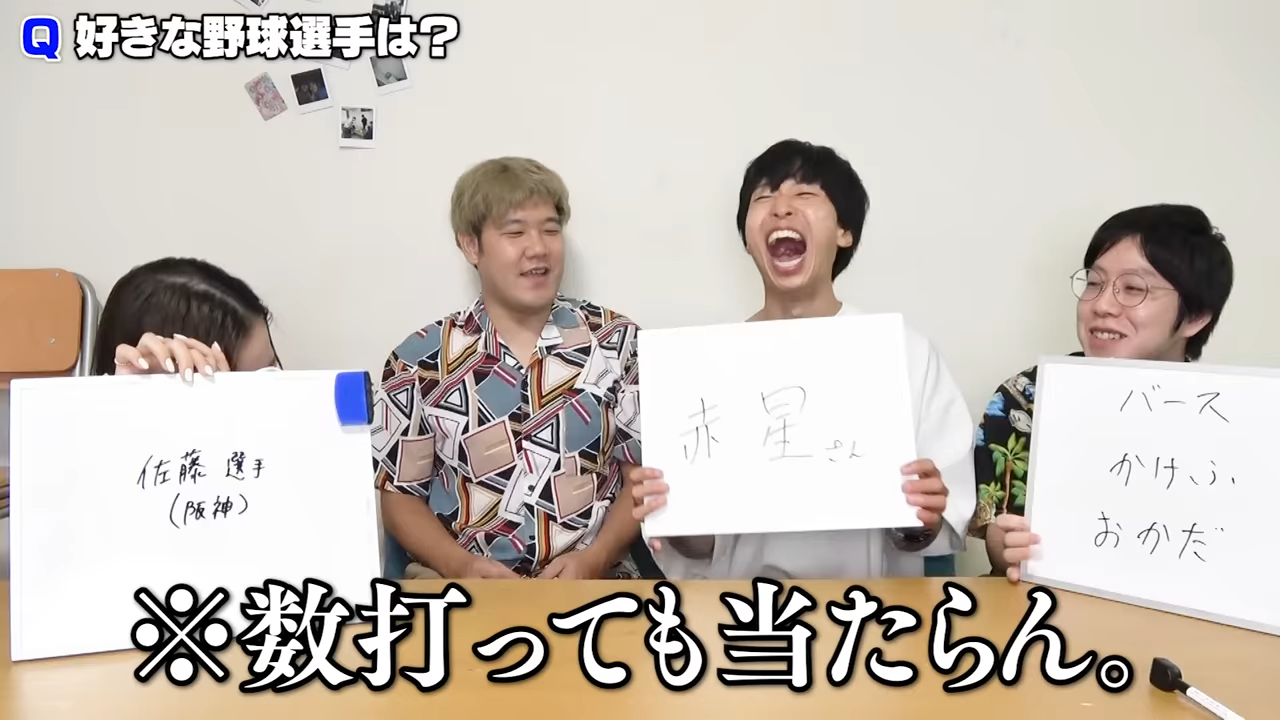 Q 好きな野球選手は?
佐藤 選手
(阪神)
赤星さん
バース
かけふ
おかだ
※数打っても当たらん。